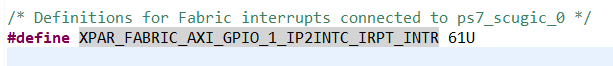 /* Definitions for Fabric interrupts connected to ps7_scugic_0 */
#define XPAR_FABRIC_AXI_GPIO_1_IP2INTC_IRPT_INTR 61U